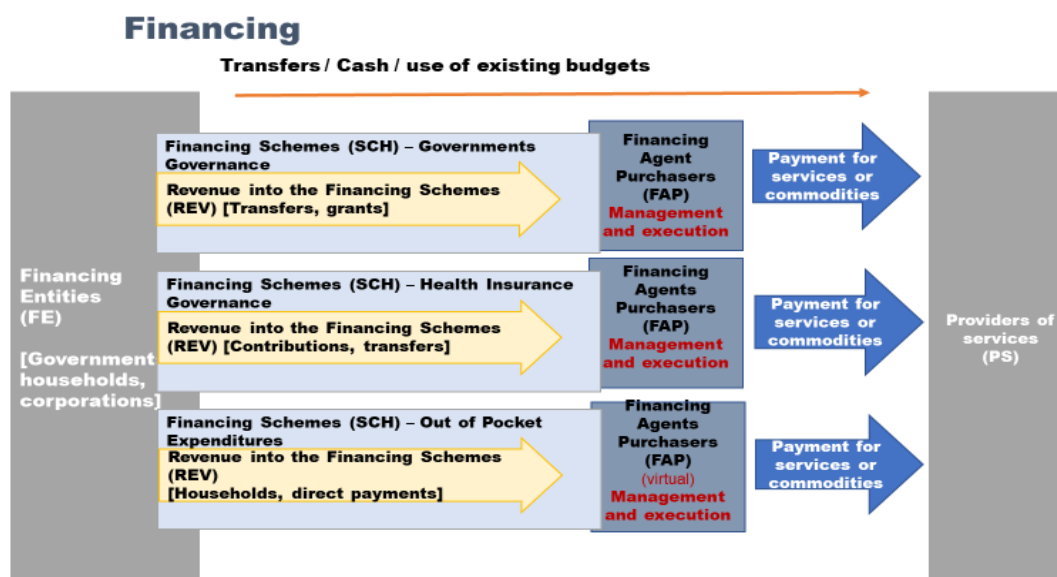 Financing
Transfers / Cash / use of existing budgets
Financing
Entities
(FE)
[Government
households,
corporations]
Financing Schemes (SCH) – Governments
Governance
Revenue into the Financing Schemes
(REV) [Transfers, grants]
Financing
Agent
Purchasers
(FAP)
Management
and execution
Payment for
services or
commodities
Financing Schemes (SCH) – Health Insurance
Governance
Revenue into the Financing Schemes
(REV) [Contributions, transfers]
Financing
Agents
Purchasers
(FAP)
Management
and execution
Payment for
services or
commodities
Financing Schemes (SCH) – Out of Pocket
Expenditures
Revenue into the Financing Schemes
(REV)
[Households, direct payments]
Financing
Agents
Purchasers
(FAP)
(virtual)
Management
and execution
Payment for
services or
commodities
Providers of
services
(PS)